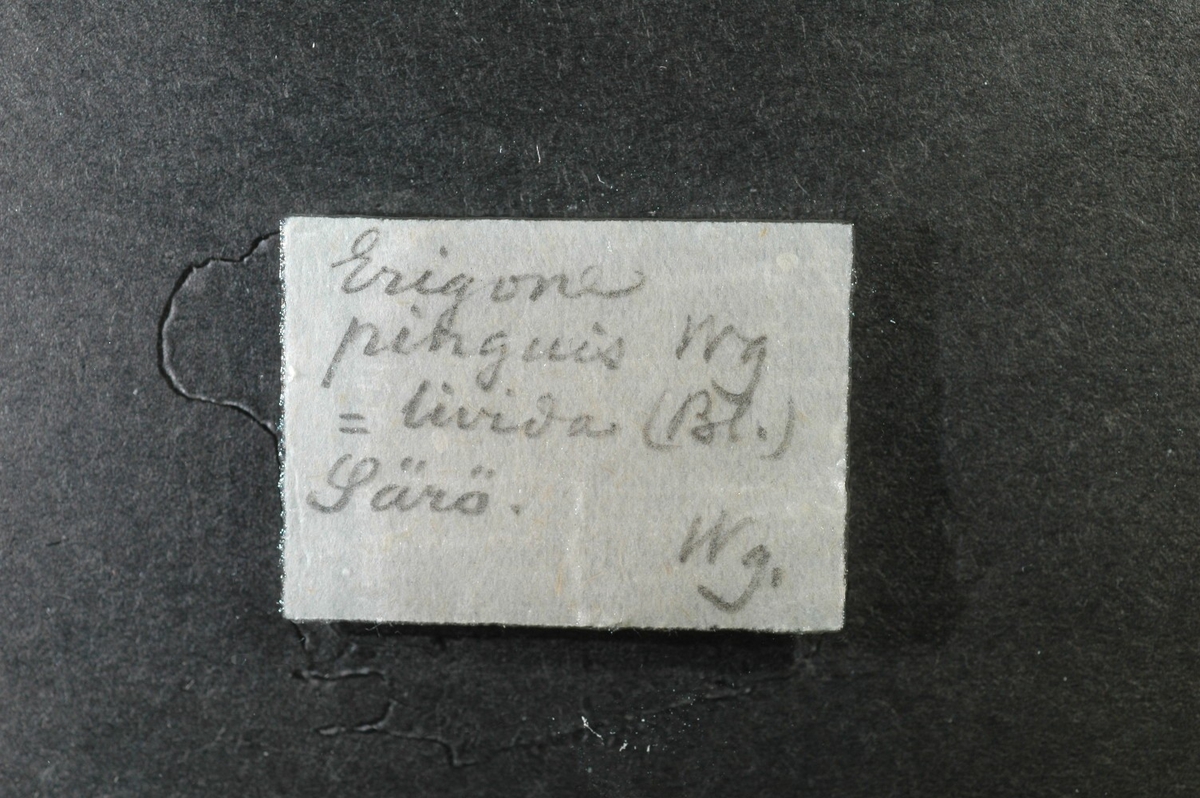 Erigone
pinguis Wg
= livida (Bl.)
Särö.
Wg.